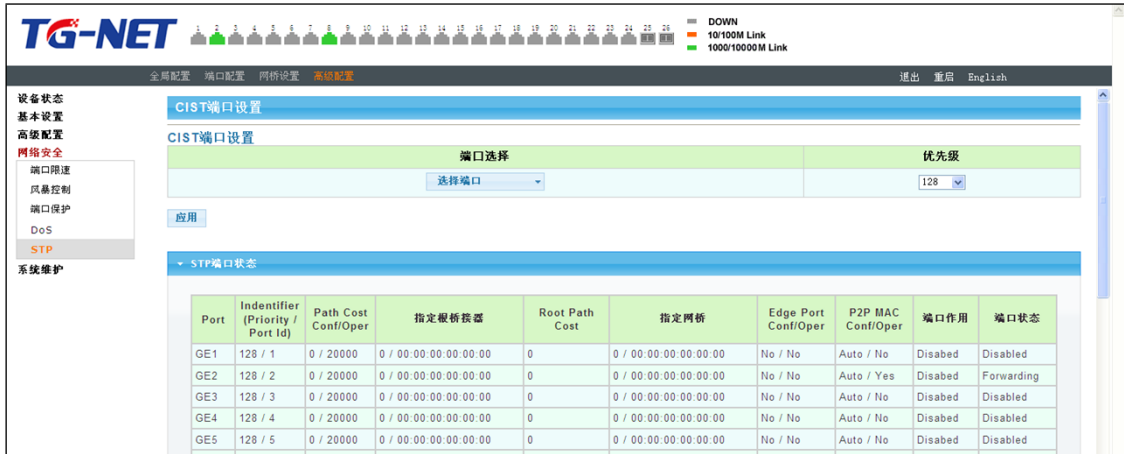 TG-NET
1 2 3 4 5 6 7 8 9 10 11 12 13 14 15 16 17 18 19 20 21 22 23 24 25 26
DOWN
10/100M Link
1000/10000M Link
全局配置 端口配置 网桥设置 高级配置 退出 重启 English
设备状态
基本设置
高级配置
网络安全
端口限速
风暴控制
端口保护
DoS
STP
系统维护
CIST端口设置
CIST端口设置
端口选择 优先级
选择端口 128
应用
STP端口状态
Port Indentifier (Priority / Port Id) Path Cost Conf/Oper 指定根桥接器 Root Path Cost 指定网桥 Edge Port Conf/Oper P2P MAC Conf/Oper 端口作用 端口状态
GE1 128 / 1 0 / 20000 0 / 00:00:00:00:00:00 0 0 / 00:00:00:00:00:00 No / No Auto / No Disabed Disabled
GE2 128 / 2 0 / 20000 0 / 00:00:00:00:00:00 0 0 / 00:00:00:00:00:00 No / No Auto / Yes Disabed Forwarding
GE3 128 / 3 0 / 20000 0 / 00:00:00:00:00:00 0 0 / 00:00:00:00:00:00 No / No Auto / No Disabed Disabled
GE4 128 / 4 0 / 20000 0 / 00:00:00:00:00:00 0 0 / 00:00:00:00:00:00 No / No Auto / No Disabed Disabled
GE5 128 / 5 0 / 20000 0 / 00:00:00:00:00:00 0 0 / 00:00:00:00:00:00 No / No Auto / No Disabed Disabled